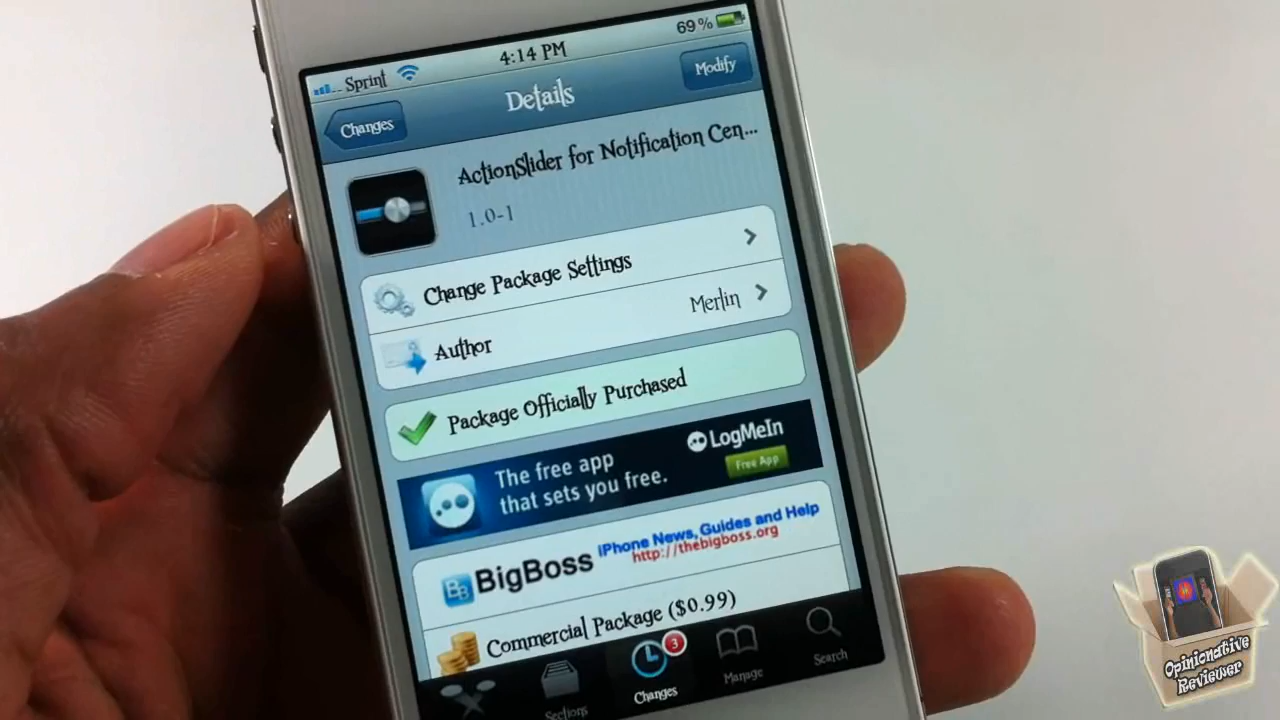 Sprint
4:14 PM
69%
Changes
Details
Modify
ActionSlider for Notification Cen...
1.0-1
Change Package Settings
Author
Merlin
Package Officially Purchased
The free app
that sets you free.
LogMeIn
Free App
BB
BigBoss
iPhone News, Guides and Help
http://thebigboss.org
Commercial Package ($0.99)
Sections
Changes
3
Manage
Search
Opinionative
Reviewer